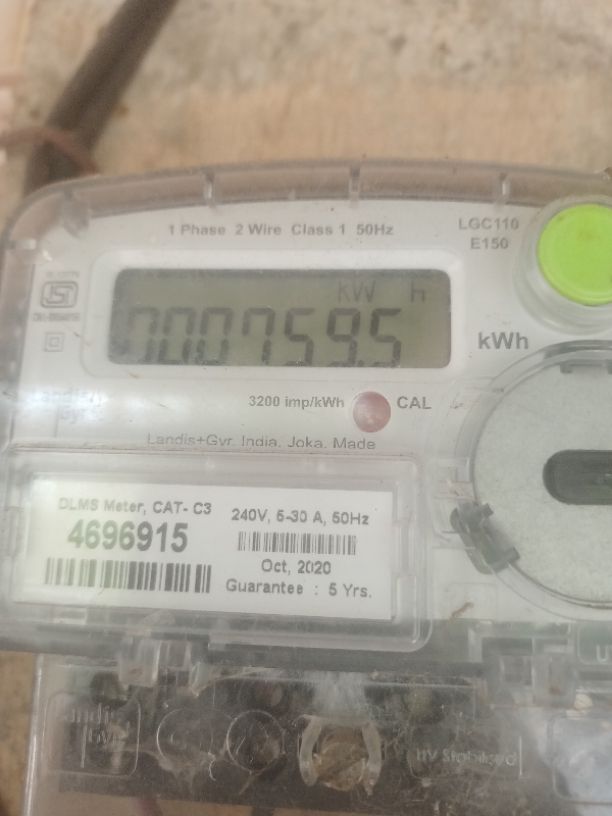 1 Phase 2 Wire Class 1 50Hz
LGC110
E150
kW h
000759.5
kWh
3200 imp/kWh
CAL
Landis+Gyr. India. Joka. Made
DLMS Meter, CAT- C3
4696915
240V, 5-30 A, 50Hz
Oct, 2020
Guarantee : 5 Yrs.
Landis
Gyr
UV Stabilised